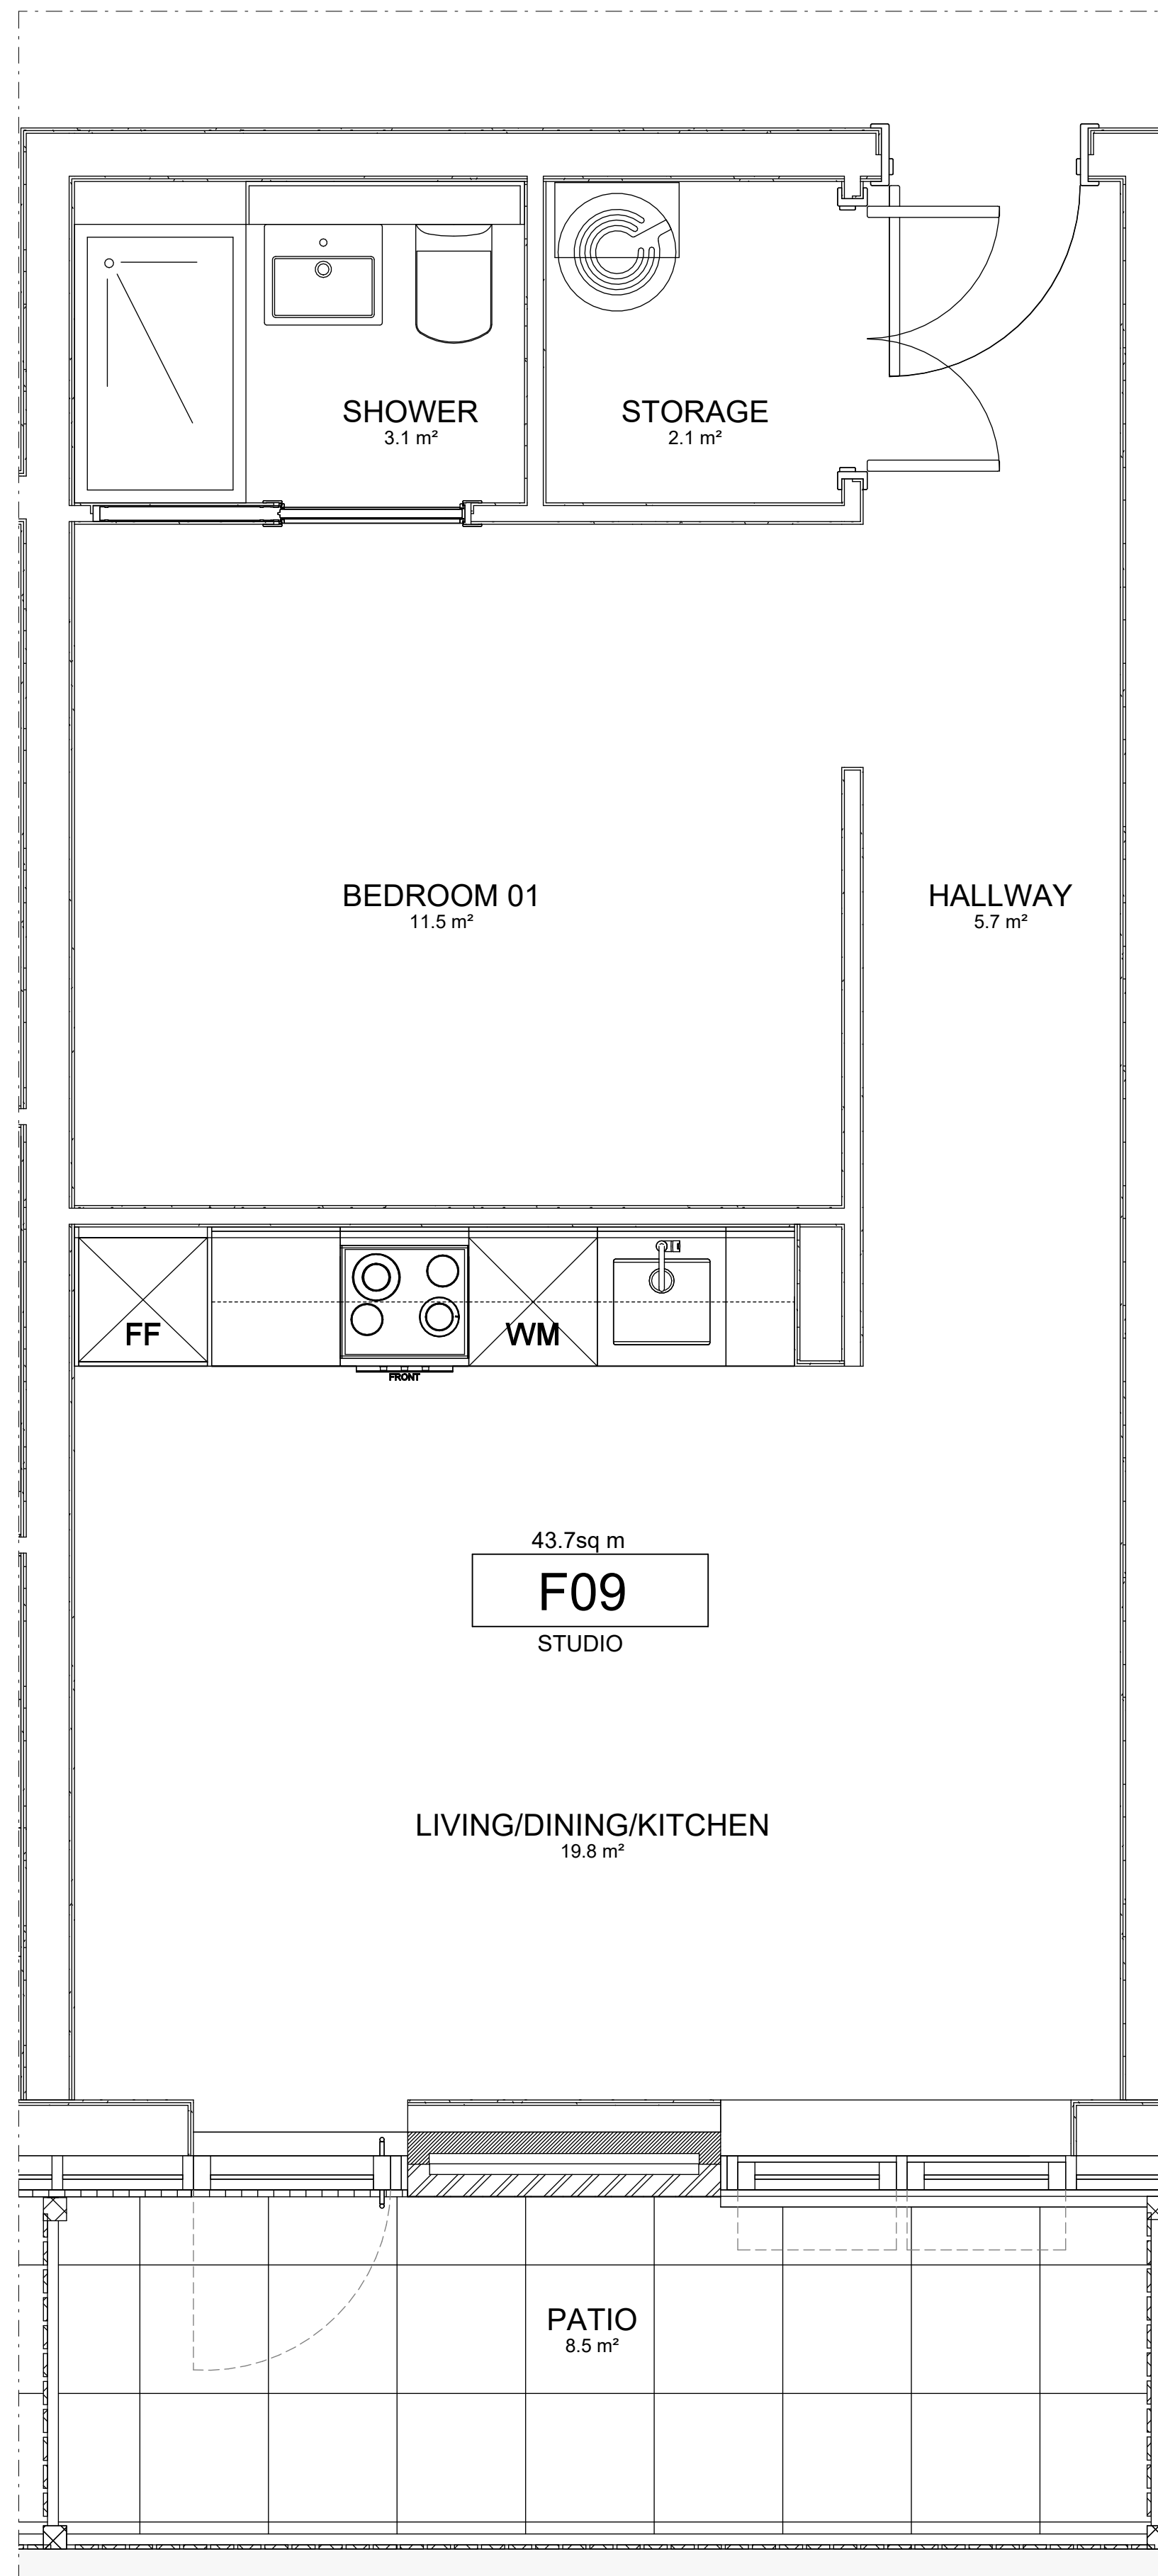 SHOWER
3.1 m²
STORAGE
2.1 m²
BEDROOM 01
11.5 m²
HALLWAY
5.7 m²
FF
WM
FRONT
43.7sq m
F09
STUDIO
LIVING/DINING/KITCHEN
19.8 m²
PATIO
8.5 m²